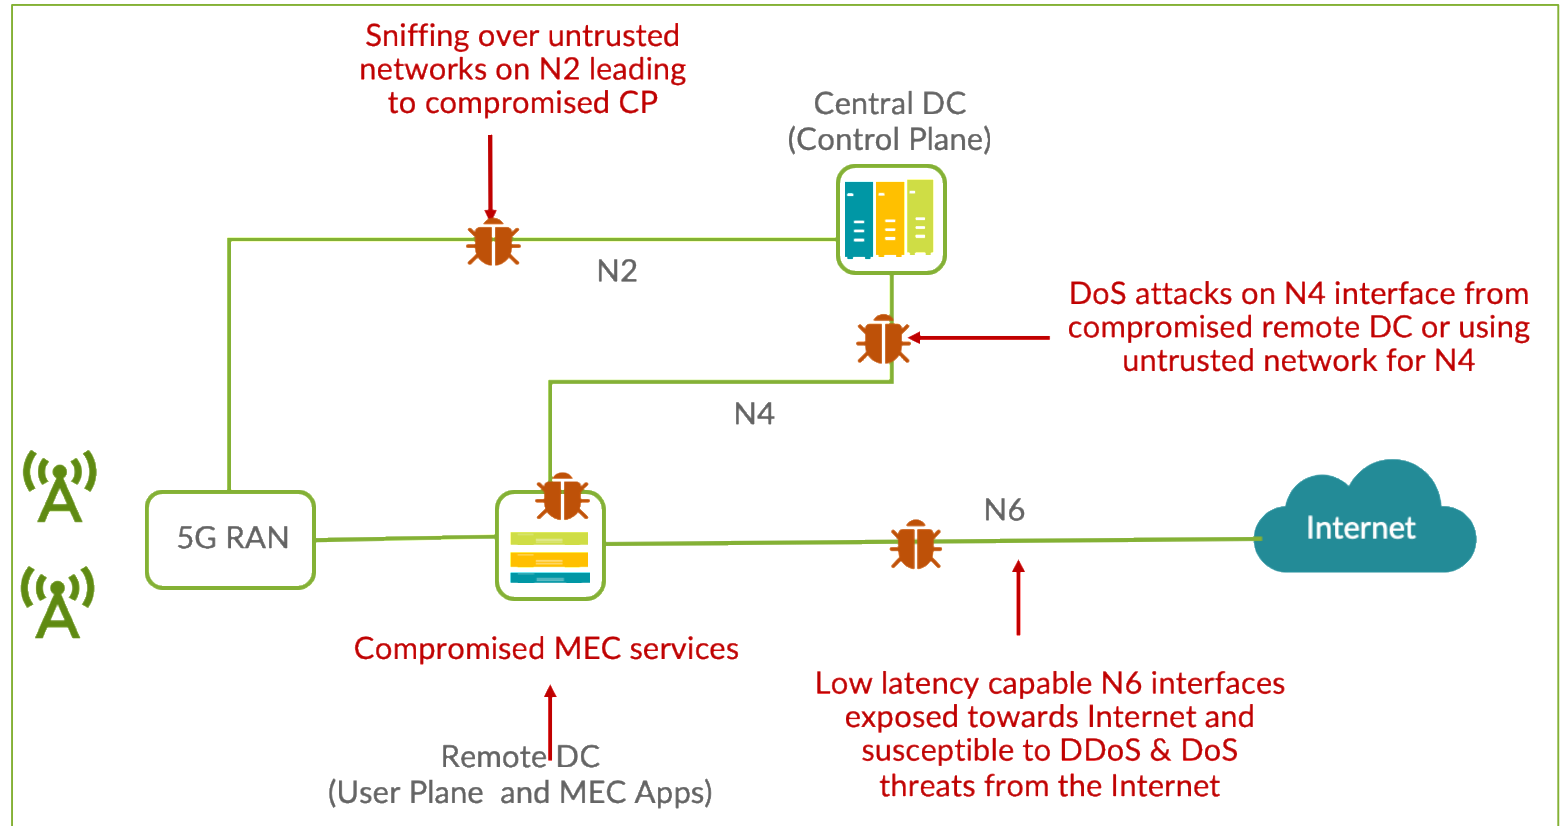 Sniffing over untrusted
networks on N2 leading
to compromised CP
Central DC
(Control Plane)
N2
DoS attacks on N4 interface from
compromised remote DC or using
untrusted network for N4
N4
5G RAN
N6
Internet
Compromised MEC services
Remote DC
(User Plane and MEC Apps)
Low latency capable N6 interfaces
exposed towards Internet and
susceptible to DDoS & DoS
threats from the Internet